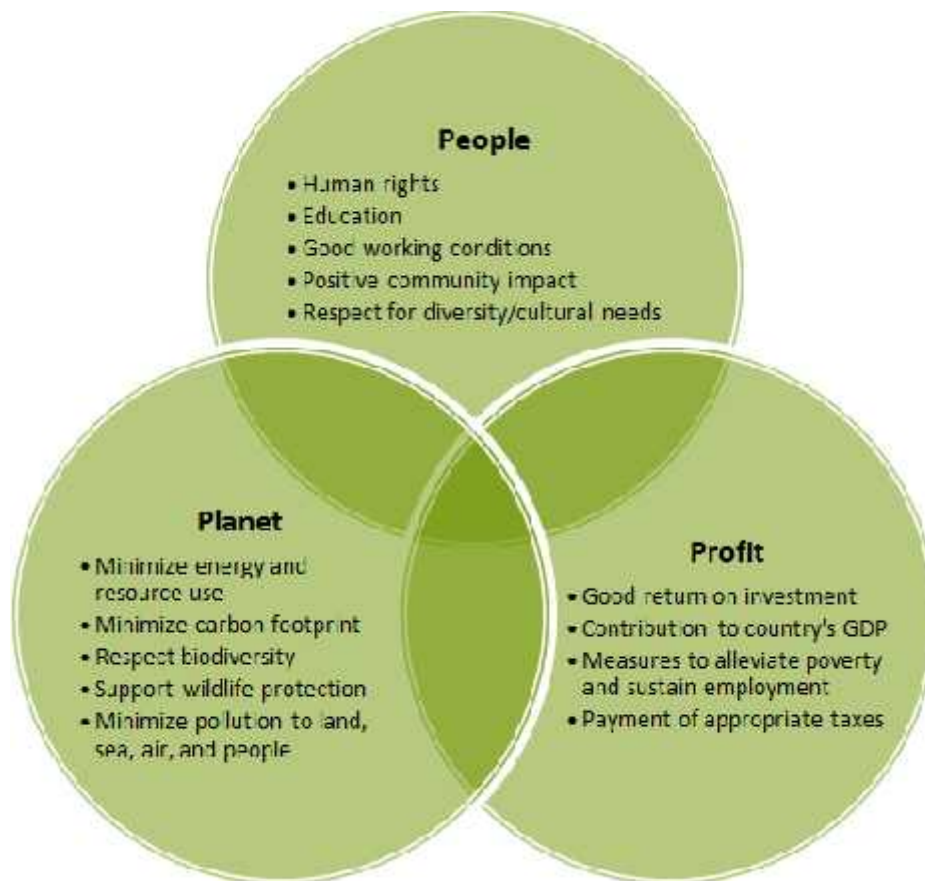 People
• Human rights
• Education
• Good working conditions
• Positive community impact
• Respect for diversity/cultural needs
Planet
• Minimize energy and
resource use
• Minimize carbon footprint
• Respect biodiversity
• Support wildlife protection
• Minimize pollution to land,
sea, air, and people
Profit
• Good return on investment
• Contribution to country's GDP
• Measures to alleviate poverty
and sustain employment
• Payment of appropriate taxes